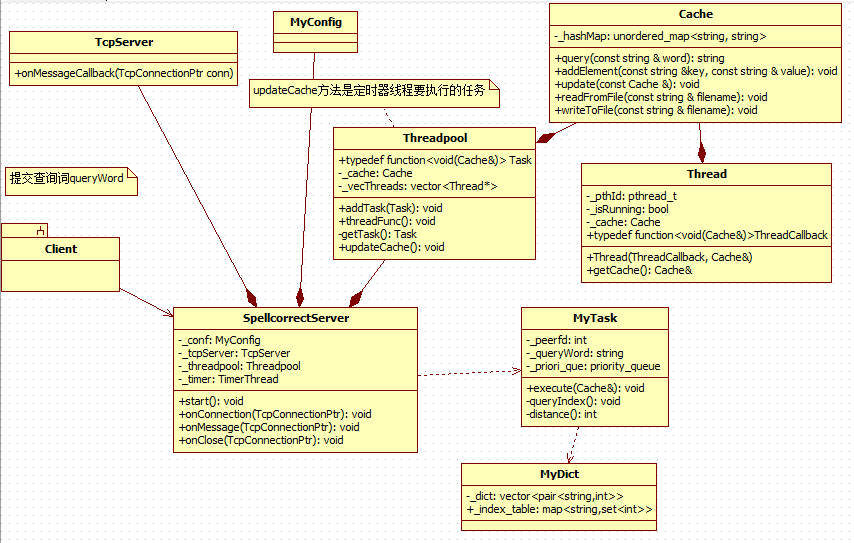 TcpServer
+onMessageCallback(TcpConnectionPtr conn)
MyConfig
Cache
-_hashMap: unordered_map<string, string>
+query(const string & word): string
+addElement(const string &key, const string & value): void
+update(const Cache &): void
+readFromFile(const string & filename): void
+writeToFile(const string & filename): void
updateCache方法是定时器线程要执行的任务
Threadpool
+typedef function<void(Cache&)> Task
-_cache: Cache
-_vecThreads: vector<Thread*>
+addTask(Task): void
+threadFunc(): void
-getTask(): Task
+updateCache(): void
Thread
-_pthId: pthread_t
-_isRunning: bool
-_cache: Cache
+typedef function<void(Cache&)>ThreadCallback
+Thread(ThreadCallback, Cache&)
+getCache(): Cache&
提交查询词queryWord
Client
SpellcorrectServer
-_conf: MyConfig
-_tcpServer: TcpServer
-_threadpool: Threadpool
-_timer: TimerThread
+start(): void
+onConnection(TcpConnectionPtr): void
+onMessage(TcpConnectionPtr): void
+onClose(TcpConnectionPtr): void
MyTask
-_peerfd: int
-_queryWord: string
-_priori_que: priority_queue
+execute(Cache&): void
-queryIndex(): void
-distance(): int
MyDict
-_dict: vector<pair<string,int>>
+_index_table: map<string,set<int>>